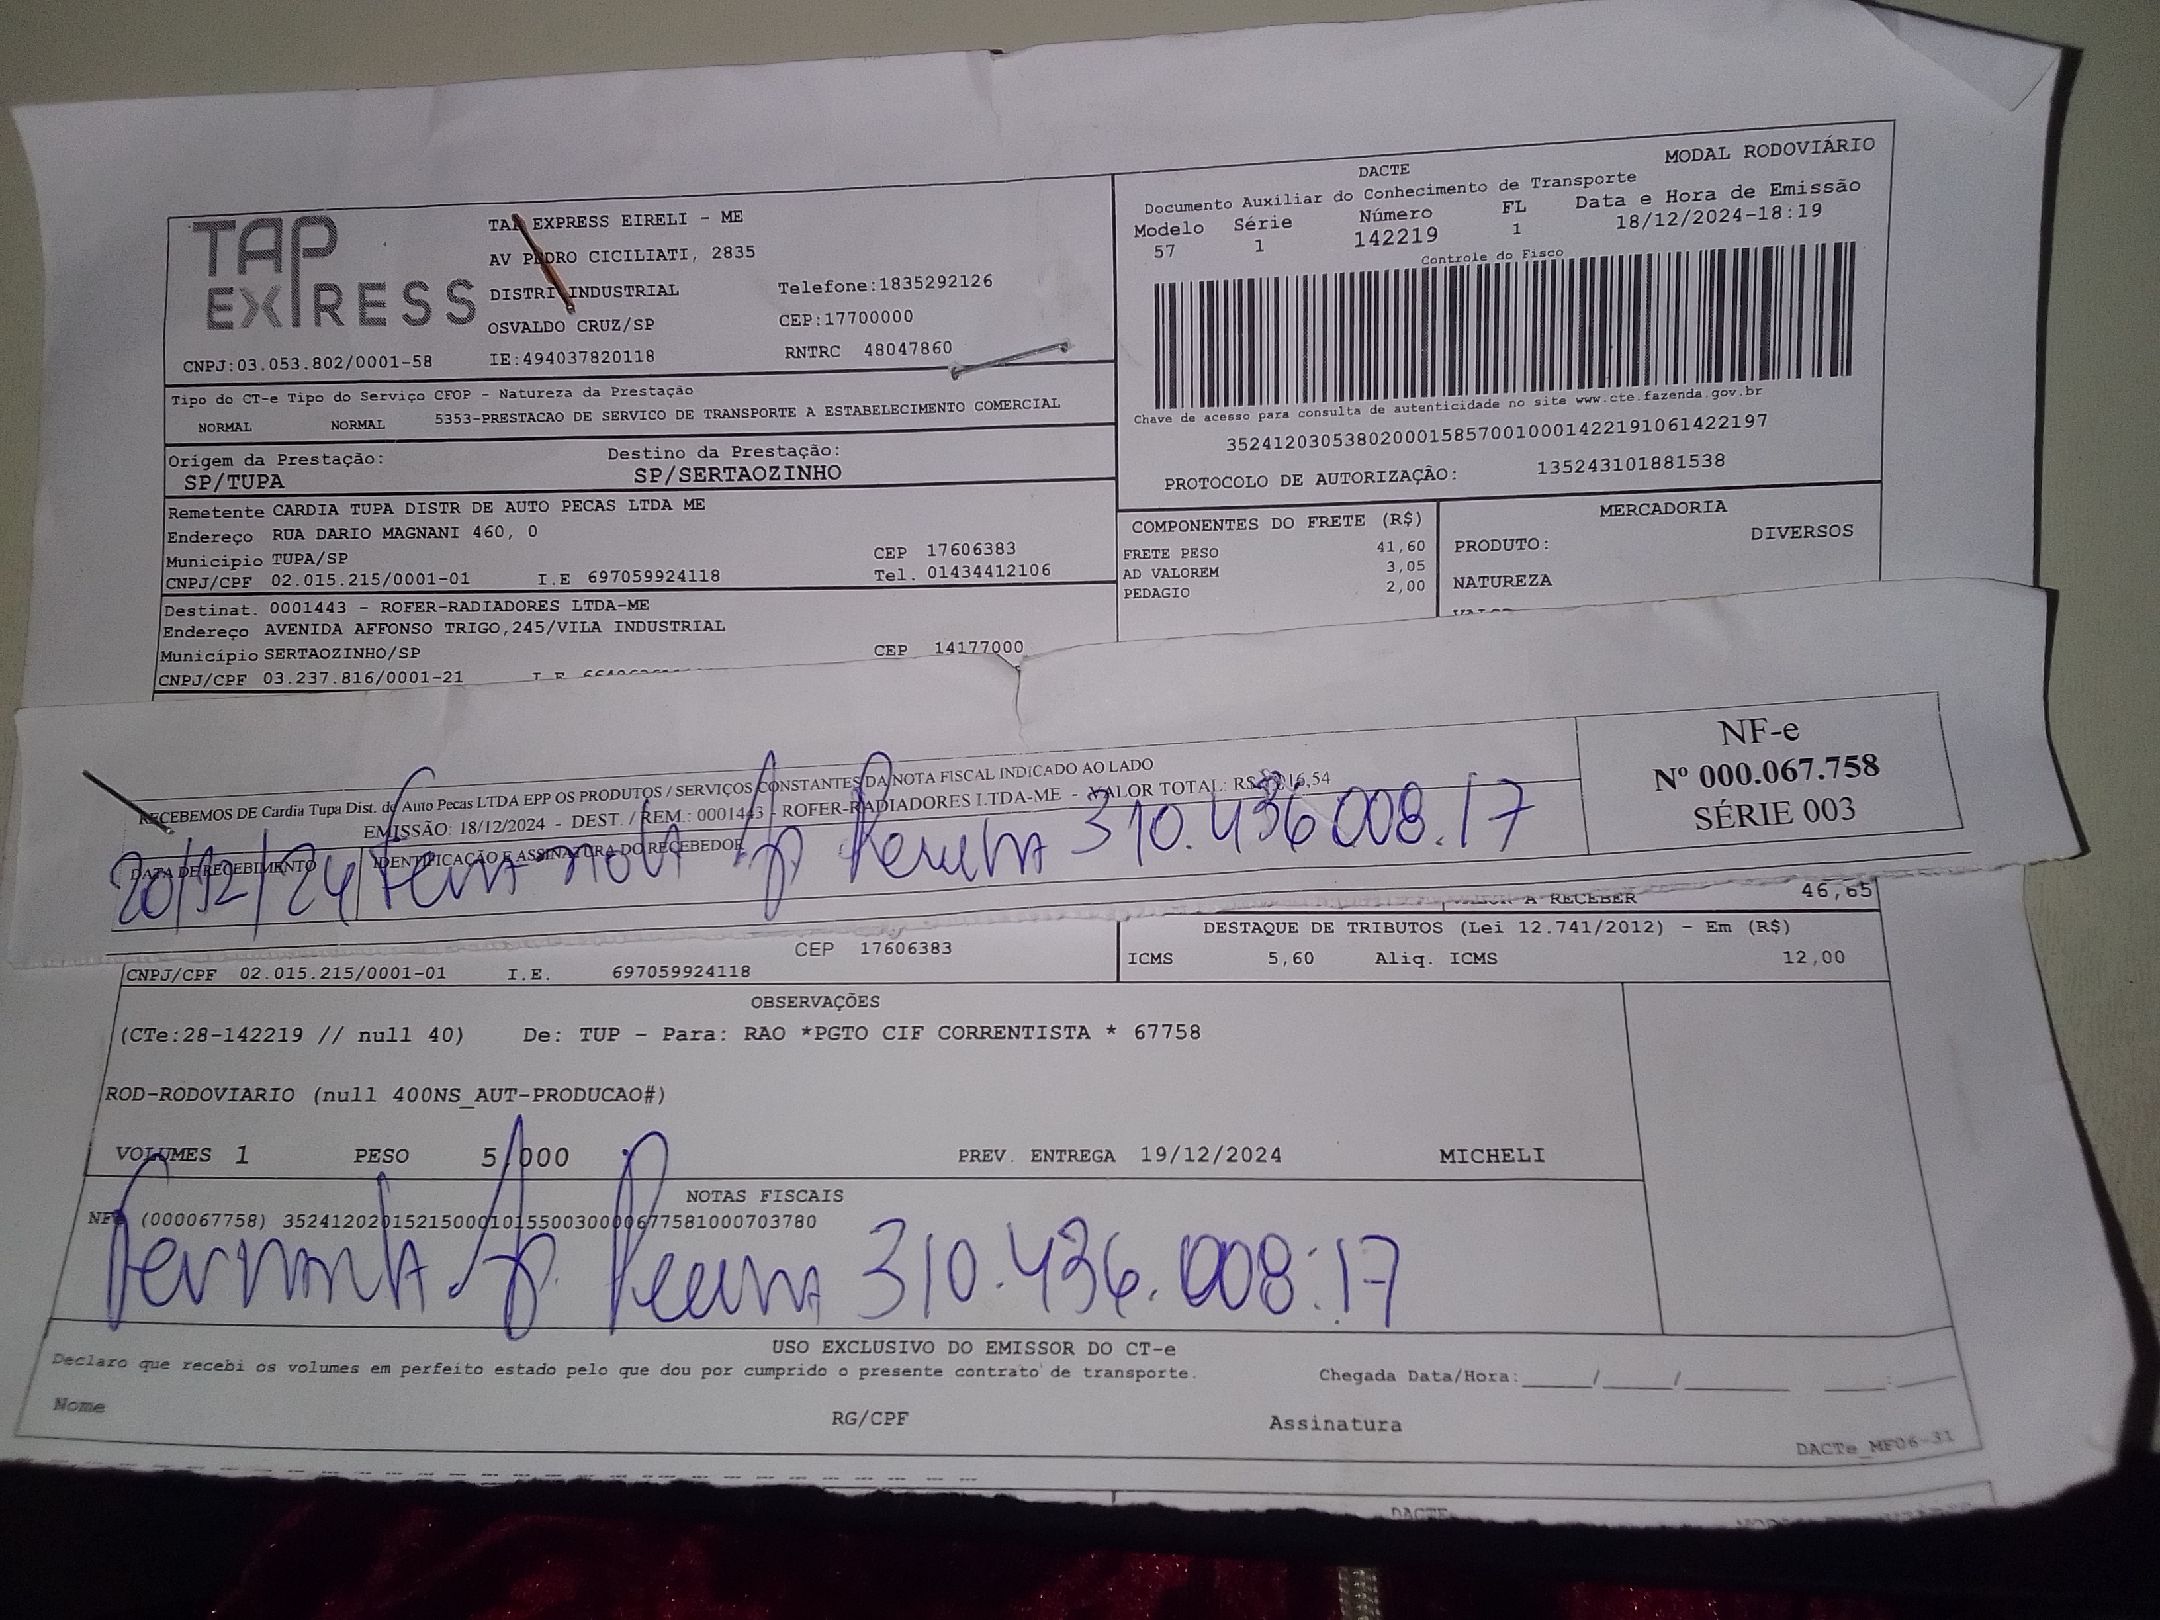 TAP EXPRESS
TAP EXPRESS EIRELI - ME
AV PEDRO CICILIATI, 2835
DISTRI INDUSTRIAL Telefone:1835292126
OSVALDO CRUZ/SP CEP:17700000
CNPJ:03.053.802/0001-58 IE:494037820118 RNTRC 48047860
DACTE MODAL RODOVIÁRIO
Documento Auxiliar do Conhecimento de Transporte
Modelo Série Número FL Data e Hora de Emissão
57 1 142219 1 18/12/2024-18:19
Controle do Fisco
Chave de acesso para consulta de autenticidade no site www.cte.fazenda.gov.br
35241203053802000158570010001422191061422197
PROTOCOLO DE AUTORIZAÇÃO: 135243101881538
Tipo do CT-e Tipo do Serviço CFOP - Natureza da Prestação
NORMAL NORMAL 5353-PRESTACAO DE SERVICO DE TRANSPORTE A ESTABELECIMENTO COMERCIAL
Origem da Prestação: Destino da Prestação:
SP/TUPA SP/SERTAOZINHO
Remetente CARDIA TUPA DISTR DE AUTO PECAS LTDA ME
Endereço RUA DARIO MAGNANI 460, 0
Município TUPA/SP CEP 17606383
CNPJ/CPF 02.015.215/0001-01 I.E 697059924118 Tel. 01434412106
Destinat. 0001443 - ROFER-RADIADORES LTDA-ME
Endereço AVENIDA AFFONSO TRIGO,245/VILA INDUSTRIAL
Município SERTAOZINHO/SP CEP 14177000
CNPJ/CPF 03.237.816/0001-21
COMPONENTES DO FRETE (R$)
FRETE PESO 41,60
AD VALOREM 3,05
PEDAGIO 2,00
MERCADORIA
PRODUTO: DIVERSOS
NATUREZA
RECEBEMOS DE Cardia Tupa Dist. de Auto Pecas LTDA EPP OS PRODUTOS / SERVIÇOS CONSTANTES DA NOTA FISCAL INDICADO AO LADO
EMISSÃO: 18/12/2024 - DEST. / REM.: 0001443 - ROFER-RADIADORES LTDA-ME - VALOR TOTAL: R$
DATA DE RECEBIMENTO IDENTIFICAÇÃO E ASSINATURA DO RECEBEDOR
20/12/24 310.436.008.17
NF-e
Nº 000.067.758
SÉRIE 003
VALOR A RECEBER 46,65
DESTAQUE DE TRIBUTOS (Lei 12.741/2012) - Em (R$)
ICMS 5,60 Aliq. ICMS 12,00
CEP 17606383
CNPJ/CPF 02.015.215/0001-01 I.E. 697059924118
OBSERVAÇÕES
(CTe:28-142219 // null 40) De: TUP - Para: RAO *PGTO CIF CORRENTISTA * 67758
ROD-RODOVIARIO (null 400NS_AUT-PRODUCAO#)
VOLUMES 1 PESO 5,000 PREV. ENTREGA 19/12/2024 MICHELI
NOTAS FISCAIS
NFe (000067758) 35241202015215000101550030000677581000703780
310.436.008.17
USO EXCLUSIVO DO EMISSOR DO CT-e
Declaro que recebi os volumes em perfeito estado pelo que dou por cumprido o presente contrato de transporte. Chegada Data/Hora:
Nome RG/CPF Assinatura
DACTe_MF06-31
DACTE